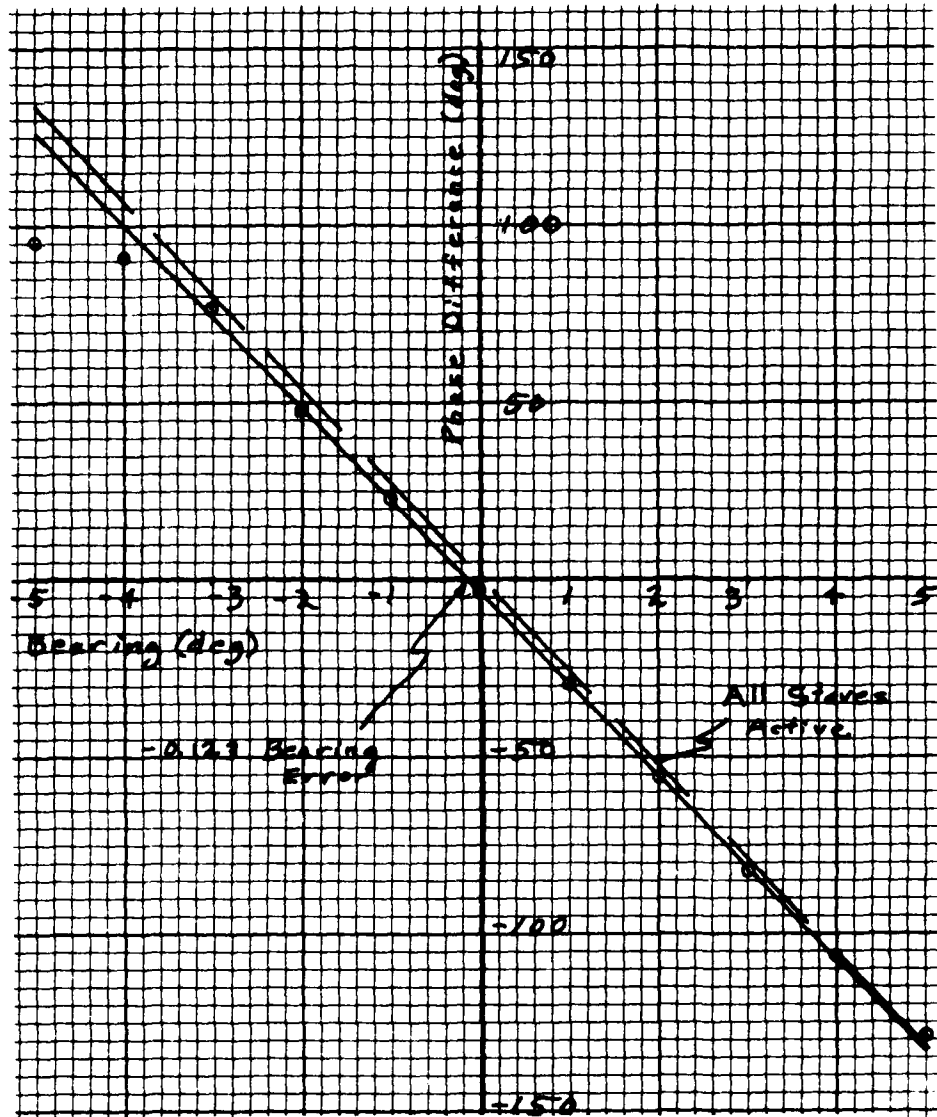 150
Phase Difference (deg)
100
50
-5 -4 -3 -2 -1 1 2 3 4 5
Bearing (deg)
All Staves
Active
-0.123 Bearing
Error
-50
-100
-150